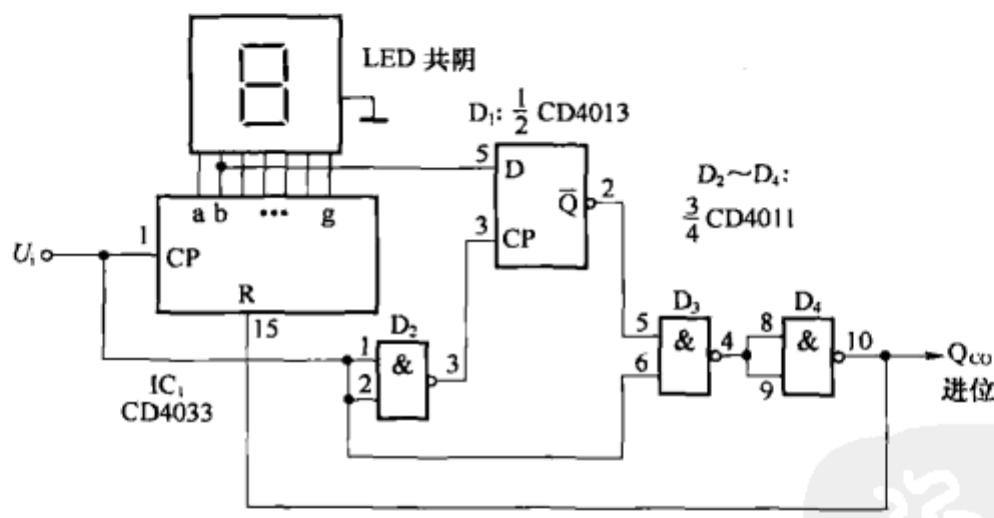 LED 共阴
D₁: 1/2 CD4013
a b ... g
1
CP
Uᵢ
R
15
IC₁
CD4033
5
D
Q̄
2
3
CP
D₂~D₄:
3/4 CD4011
D₂
1
2
&
3
D₃
5
6
&
4
D₄
8
9
&
10
Q_CO
进位